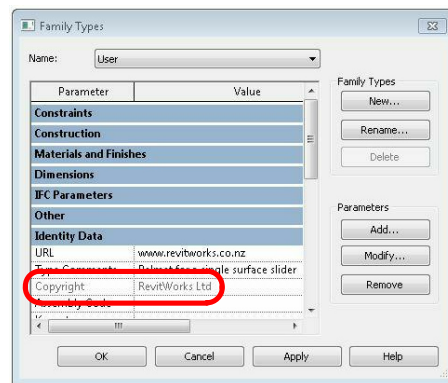 Family Types
Name: User
Parameter Value
Constraints
Construction
Materials and Finishes
Dimensions
IFC Parameters
Other
Identity Data
URL www.revitworks.co.nz
Type Comments Pelmet for a single surface slider
Copyright RevitWorks Ltd
Assembly Code
Family Types
New...
Rename...
Delete
Parameters
Add...
Modify...
Remove
OK Cancel Apply Help